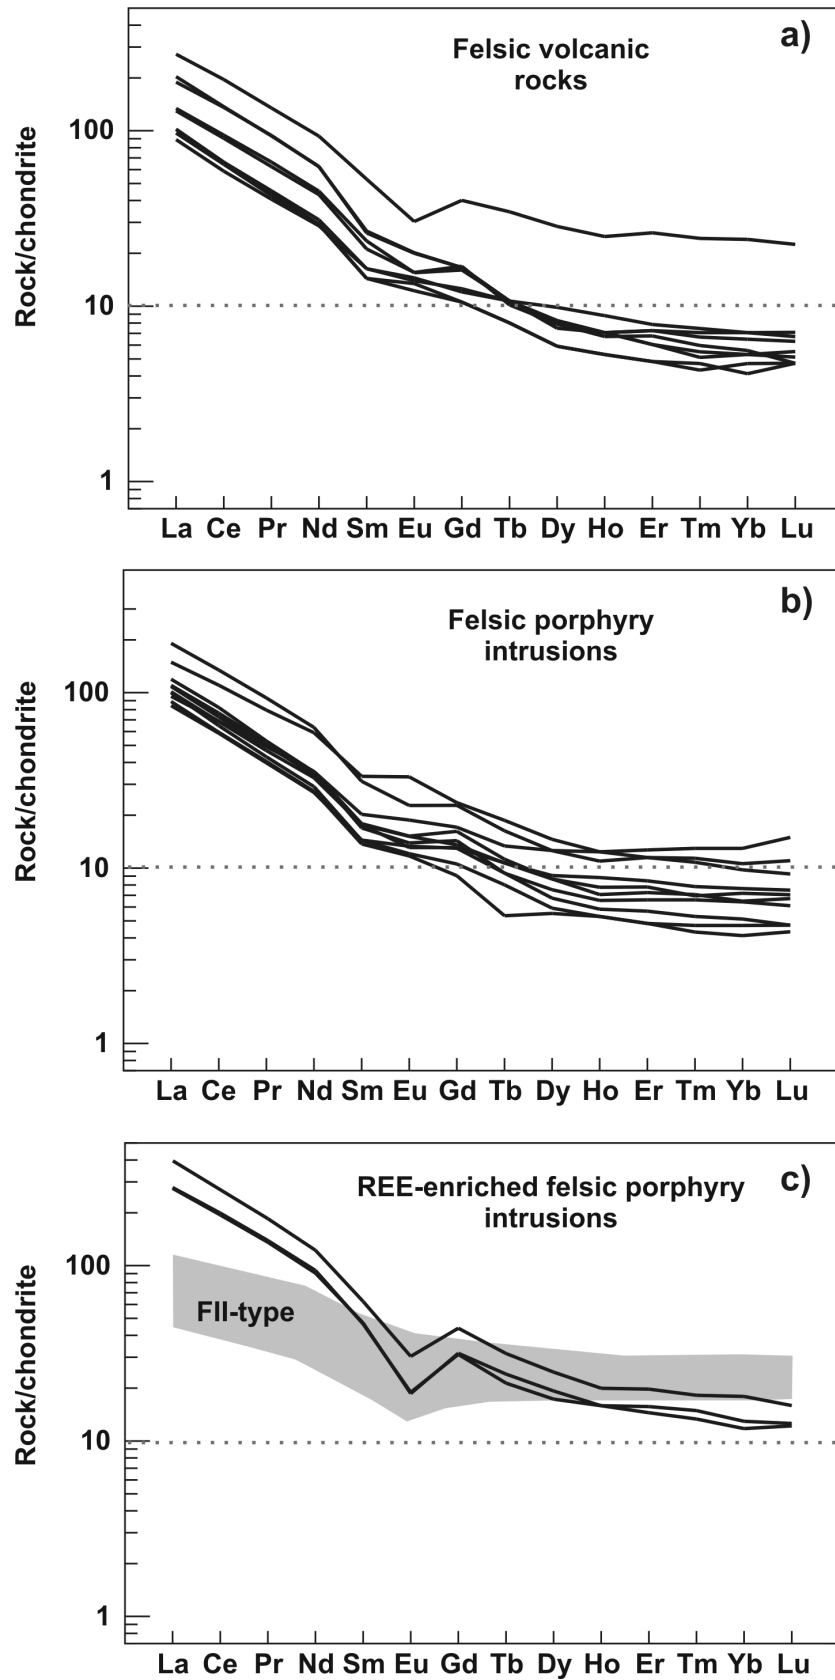 a)
Felsic volcanic
rocks
Rock/chondrite
100
10
1
La Ce Pr Nd Sm Eu Gd Tb Dy Ho Er Tm Yb Lu
b)
Felsic porphyry
intrusions
Rock/chondrite
100
10
1
La Ce Pr Nd Sm Eu Gd Tb Dy Ho Er Tm Yb Lu
c)
REE-enriched felsic porphyry
intrusions
Rock/chondrite
100
FII-type
10
1
La Ce Pr Nd Sm Eu Gd Tb Dy Ho Er Tm Yb Lu